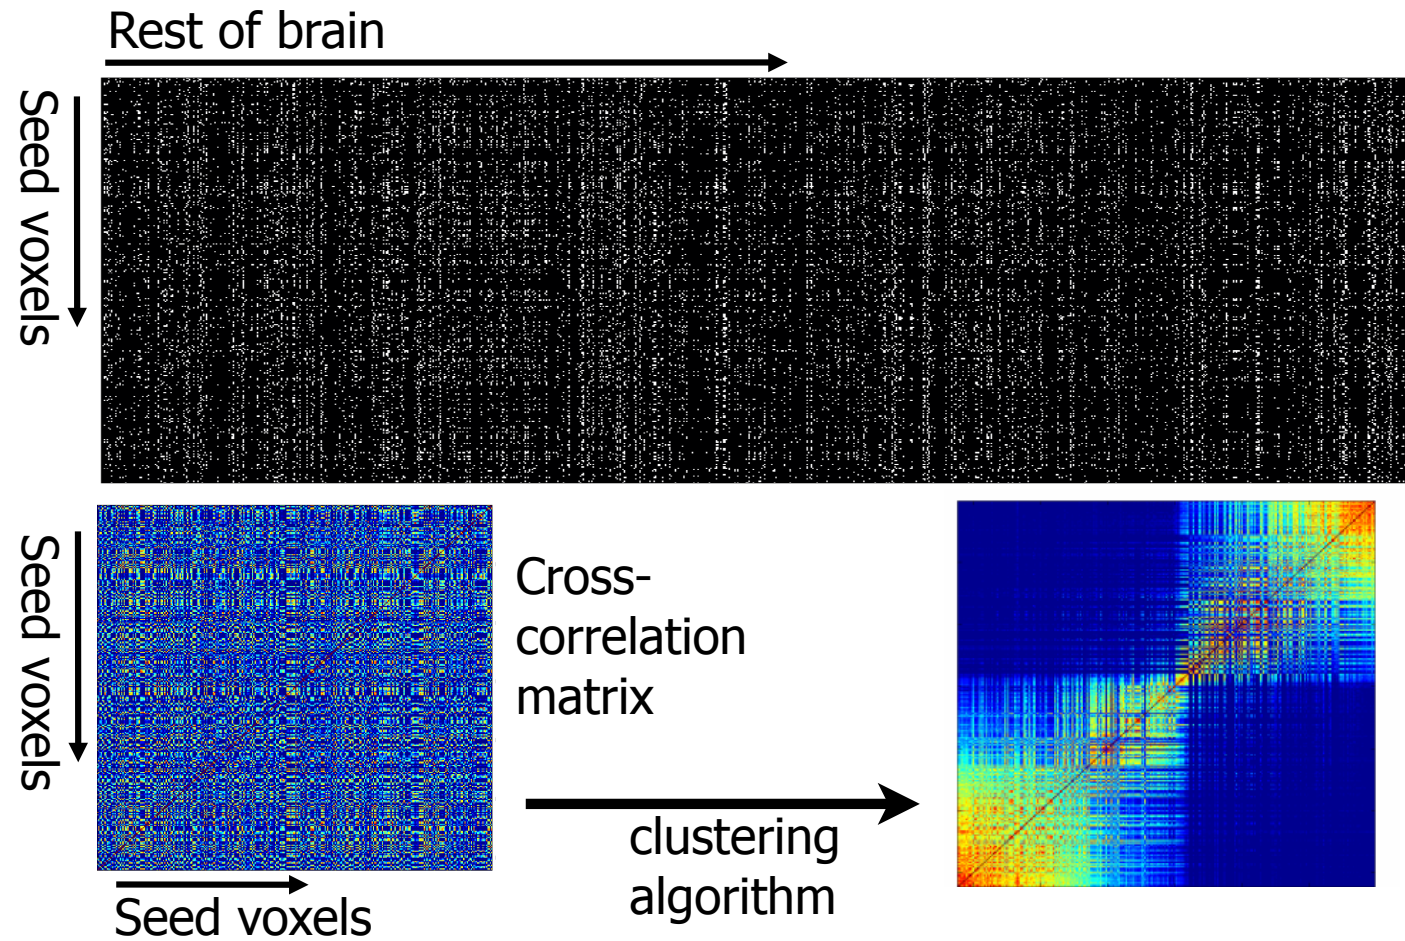 Rest of brain
Seed voxels
Seed voxels
Cross-
correlation
matrix
clustering
algorithm
Seed voxels